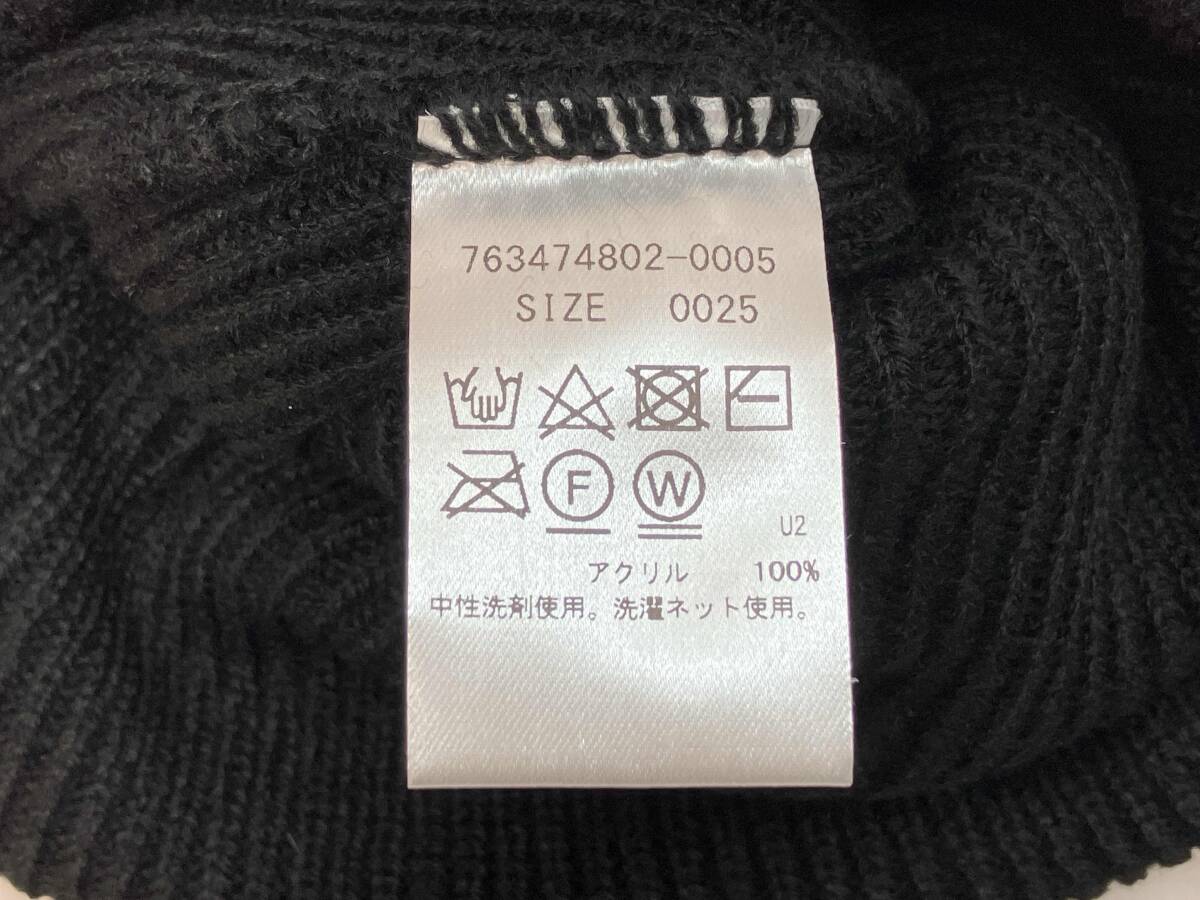 763474802-0005
SIZE 0025
F W
U2
アクリル 100%
中性洗剤使用。洗濯ネット使用。